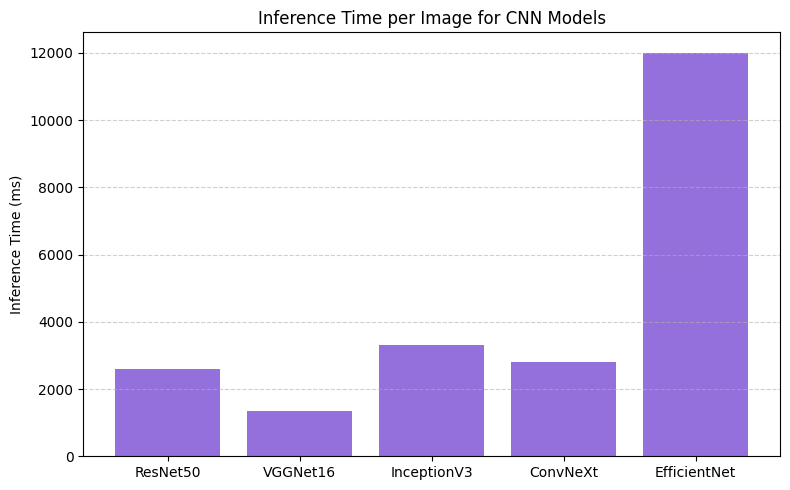 Inference Time per Image for CNN Models
Inference Time (ms)
12000
10000
8000
6000
4000
2000
0
ResNet50 VGGNet16 InceptionV3 ConvNeXt EfficientNet